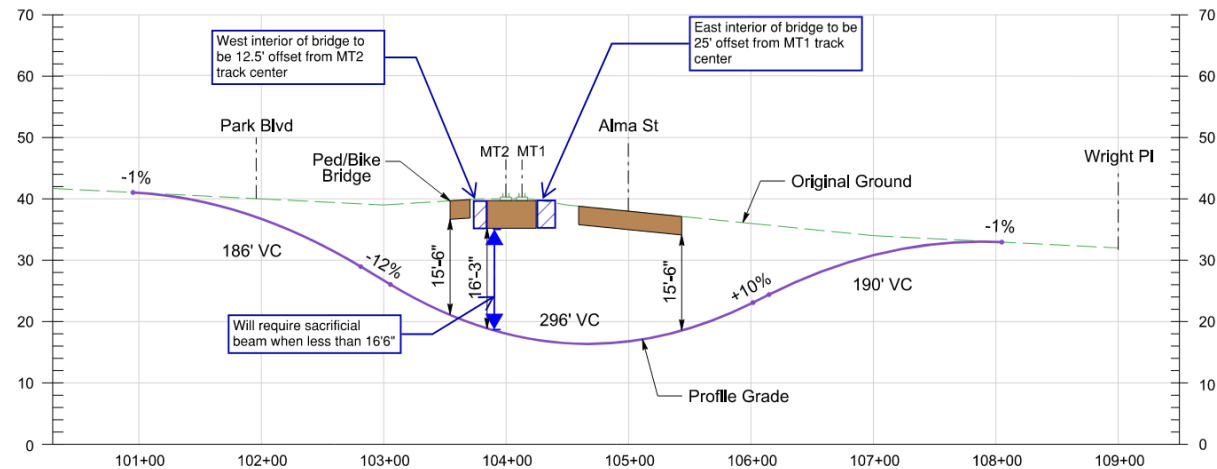 70
60
50
40
30
20
10
0
70
60
50
40
30
20
10
0
West interior of bridge to
be 12.5' offset from MT2
track center
East interior of bridge to be
25' offset from MT1 track
center
Park Blvd
Ped/Bike
Bridge
MT2
MT1
Alma St
Wright Pl
Original Ground
-1%
186' VC
-12%
15'-6"
16'-3"
15'-6"
296' VC
+10%
190' VC
-1%
Will require sacrificial
beam when less than 16'6"
Profile Grade
101+00
102+00
103+00
104+00
105+00
106+00
107+00
108+00
109+00